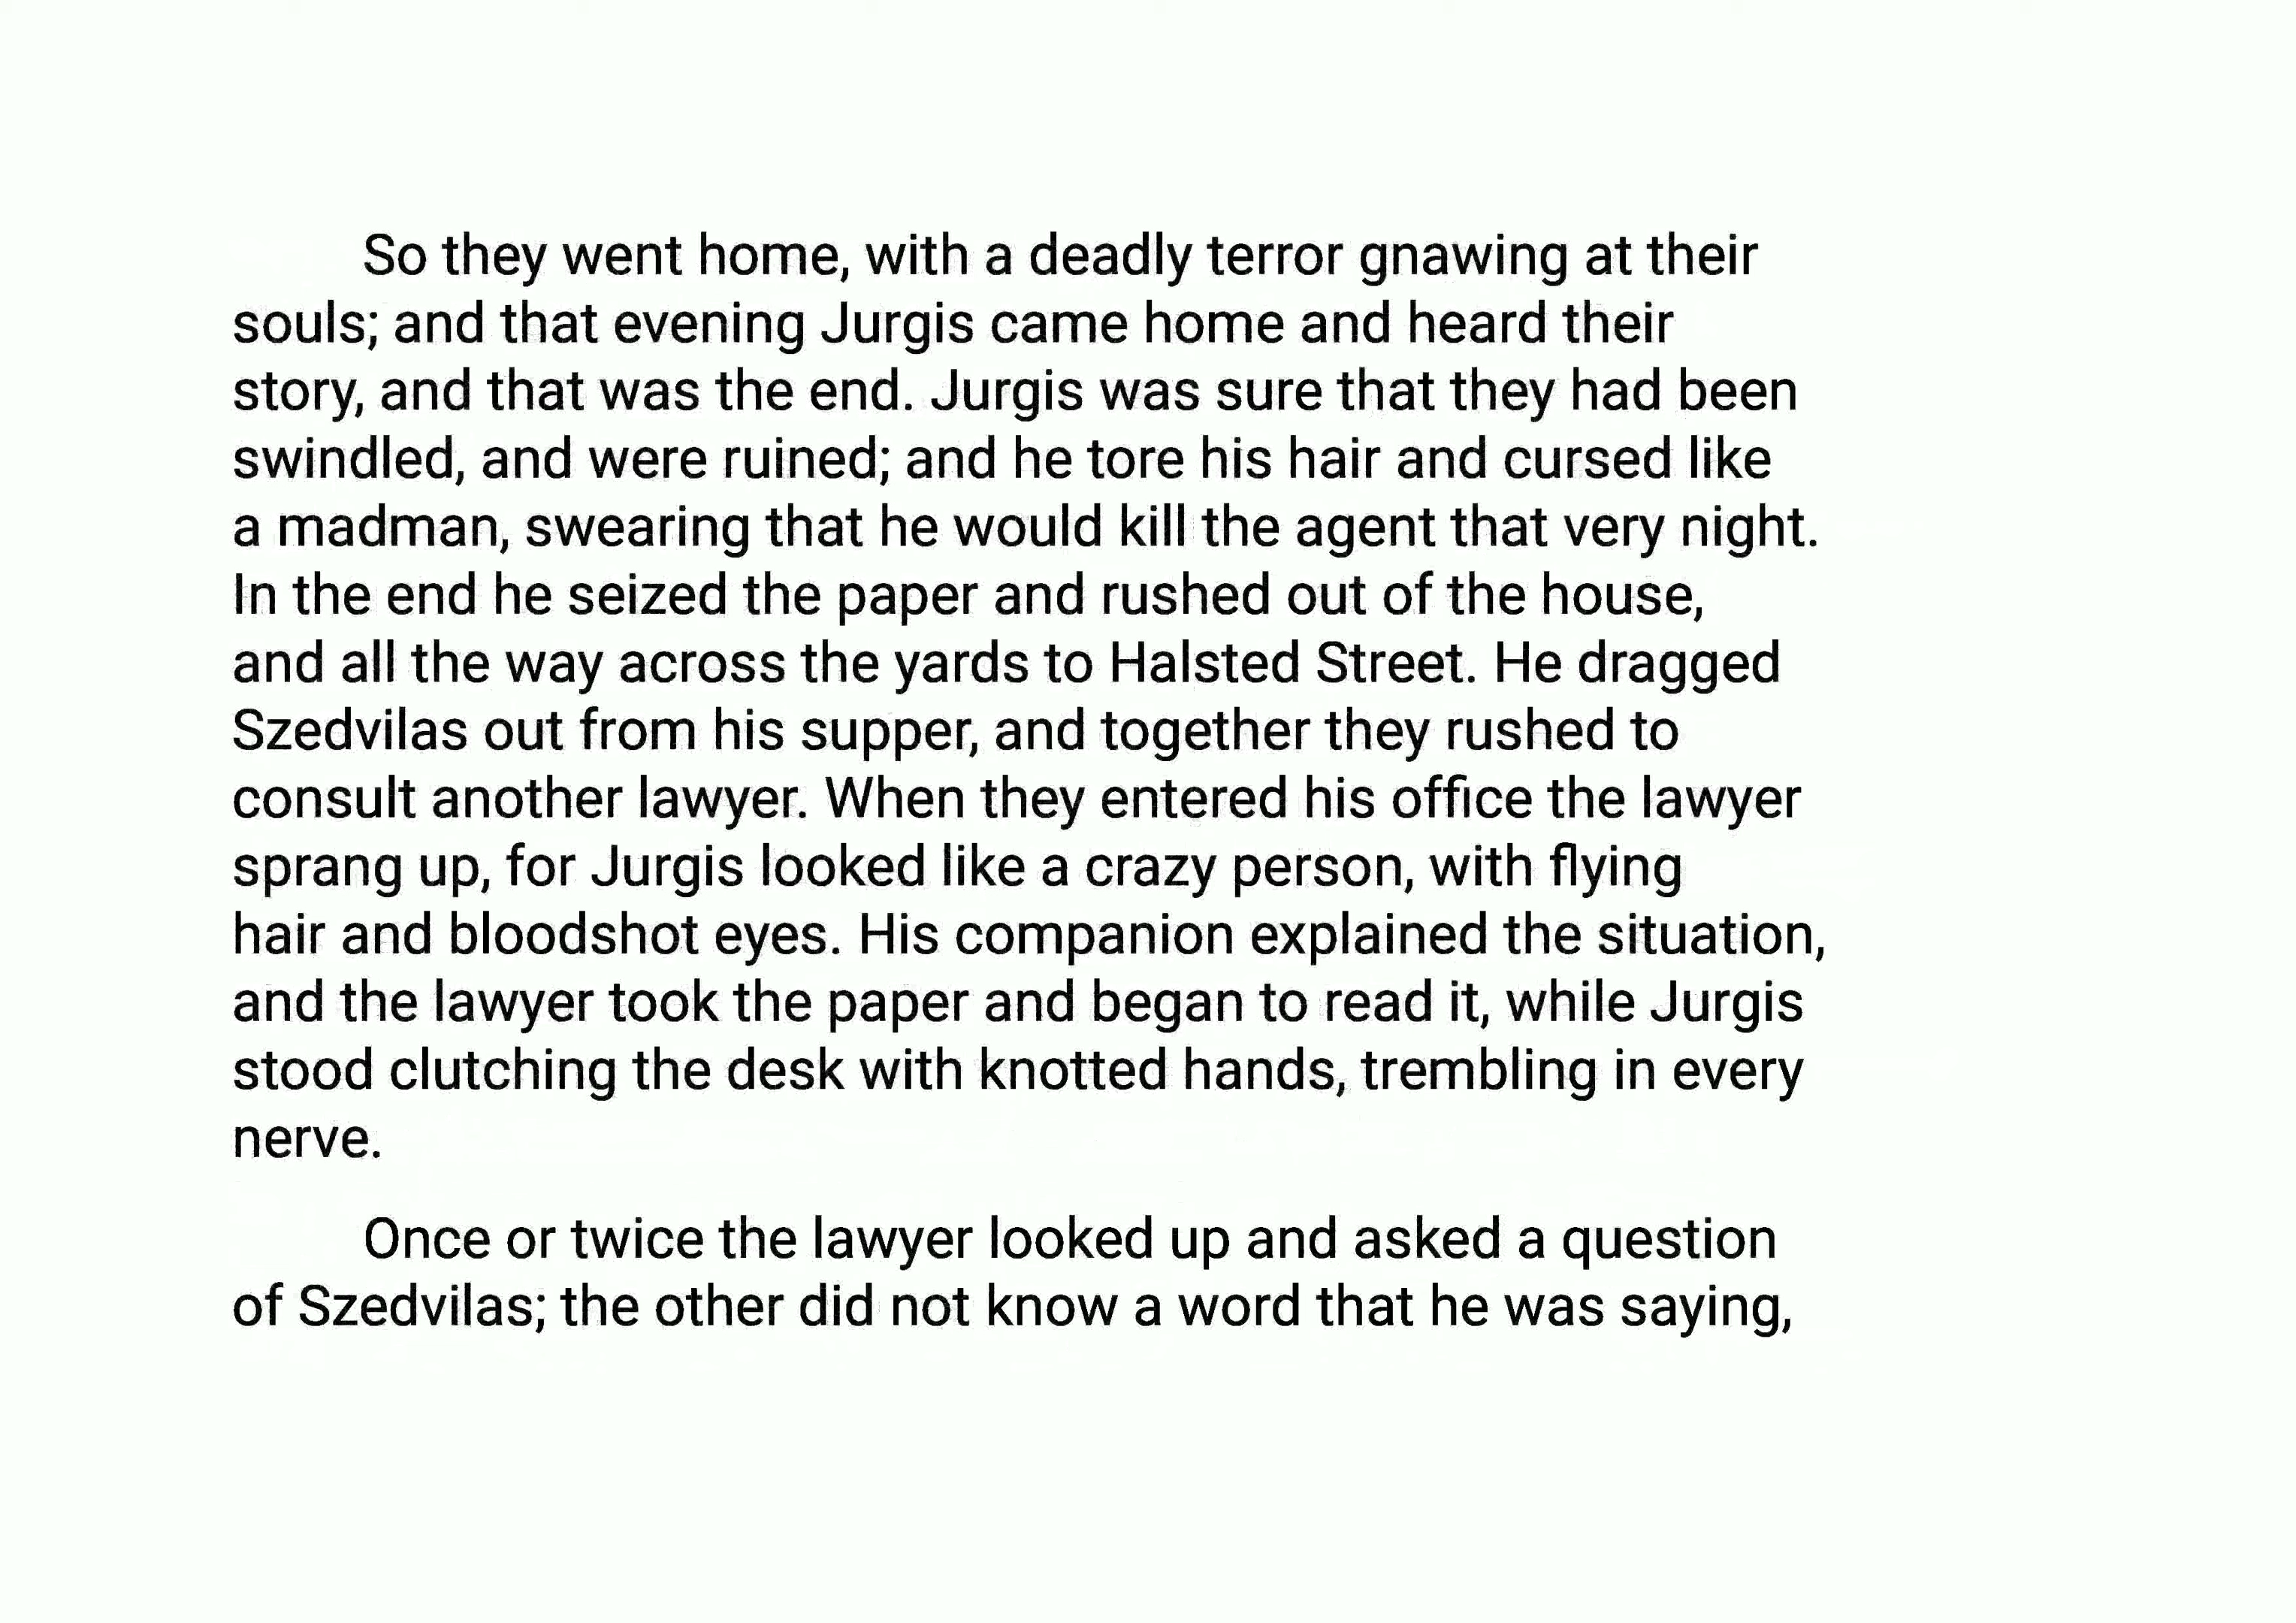 So they went home, with a deadly terror gnawing at their
souls; and that evening Jurgis came home and heard their
story, and that was the end. Jurgis was sure that they had been
swindled, and were ruined; and he tore his hair and cursed like
a madman, swearing that he would kill the agent that very night.
In the end he seized the paper and rushed out of the house,
and all the way across the yards to Halsted Street. He dragged
Szedvilas out from his supper, and together they rushed to
consult another lawyer. When they entered his office the lawyer
sprang up, for Jurgis looked like a crazy person, with flying
hair and bloodshot eyes. His companion explained the situation,
and the lawyer took the paper and began to read it, while Jurgis
stood clutching the desk with knotted hands, trembling in every
nerve.
Once or twice the lawyer looked up and asked a question
of Szedvilas; the other did not know a word that he was saying,